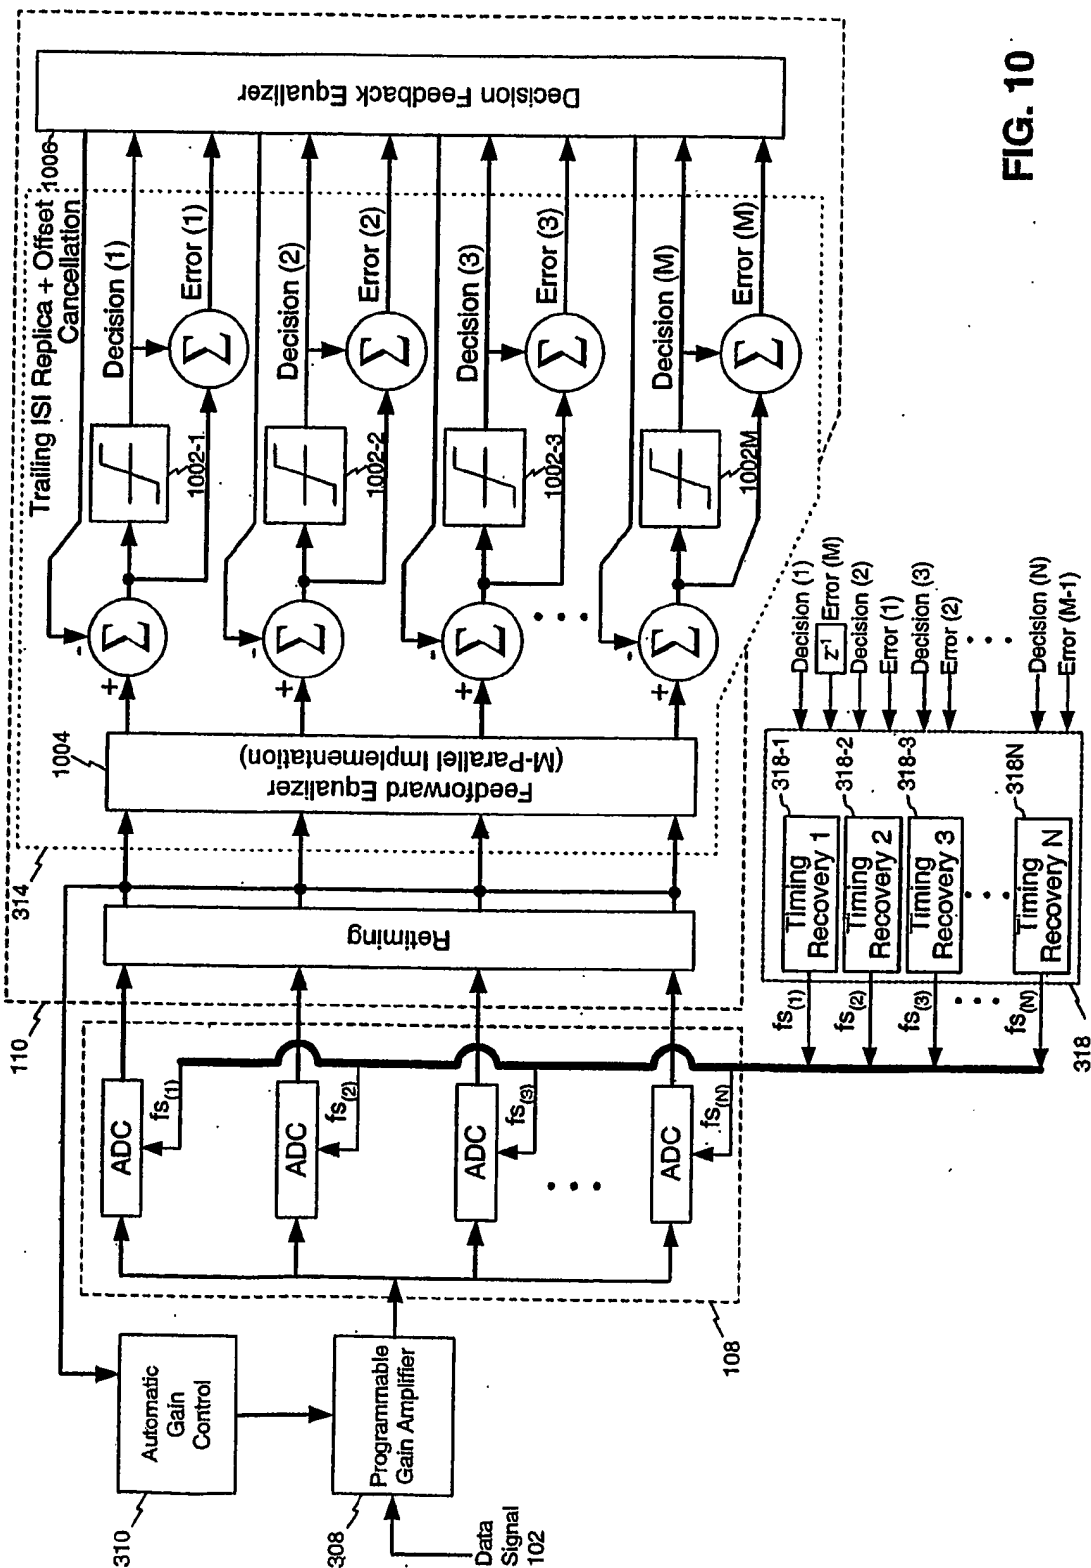 310
Automatic
Gain
Control
308
Programmable
Gain Amplifier
Data
Signal
102
108
ADC
fs(1)
ADC
fs(2)
ADC
fs(3)
ADC
fs(N)
110
314
Retiming
1004
Feedforward Equalizer
(M-Parallel Implementation)
Trailing ISI Replica + Offset
Cancellation
1006
+
-
Σ
1002-1
Decision (1)
Σ
Error (1)
+
-
Σ
1002-2
Decision (2)
Σ
Error (2)
+
-
Σ
1002-3
Decision (3)
Σ
Error (3)
+
-
Σ
1002M
Decision (M)
Σ
Error (M)
Decision Feedback Equalizer
318
fs(1)
Timing
Recovery 1
318-1
Decision (1)
z-1
Error (M)
fs(2)
Timing
Recovery 2
318-2
Decision (2)
Error (1)
fs(3)
Timing
Recovery 3
318-3
Decision (3)
Error (2)
fs(N)
Timing
Recovery N
318N
Decision (N)
Error (M-1)
FIG. 10